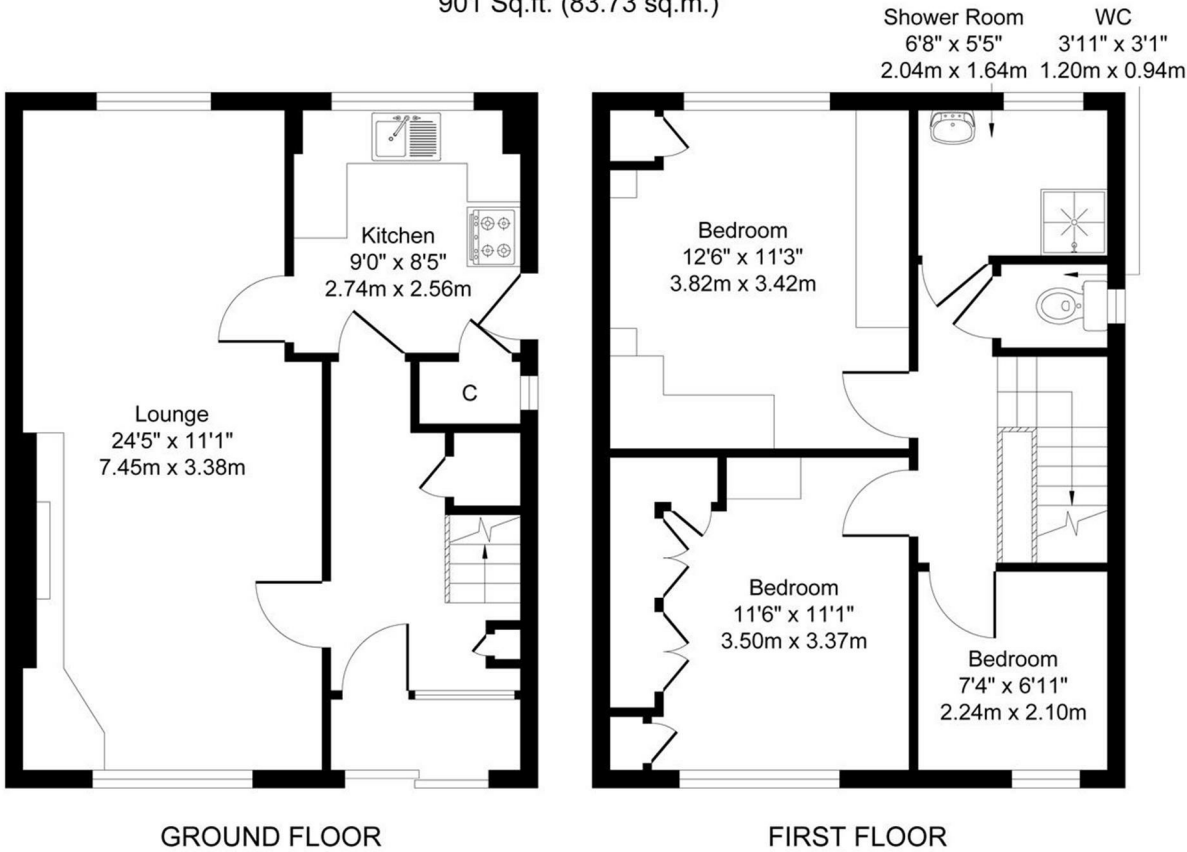 901 Sq.ft. (83.73 sq.m.)
Shower Room
6'8" x 5'5"
2.04m x 1.64m
WC
3'11" x 3'1"
1.20m x 0.94m
Kitchen
9'0" x 8'5"
2.74m x 2.56m
Lounge
24'5" x 11'1"
7.45m x 3.38m
C
Bedroom
12'6" x 11'3"
3.82m x 3.42m
Bedroom
11'6" x 11'1"
3.50m x 3.37m
Bedroom
7'4" x 6'11"
2.24m x 2.10m
GROUND FLOOR
FIRST FLOOR